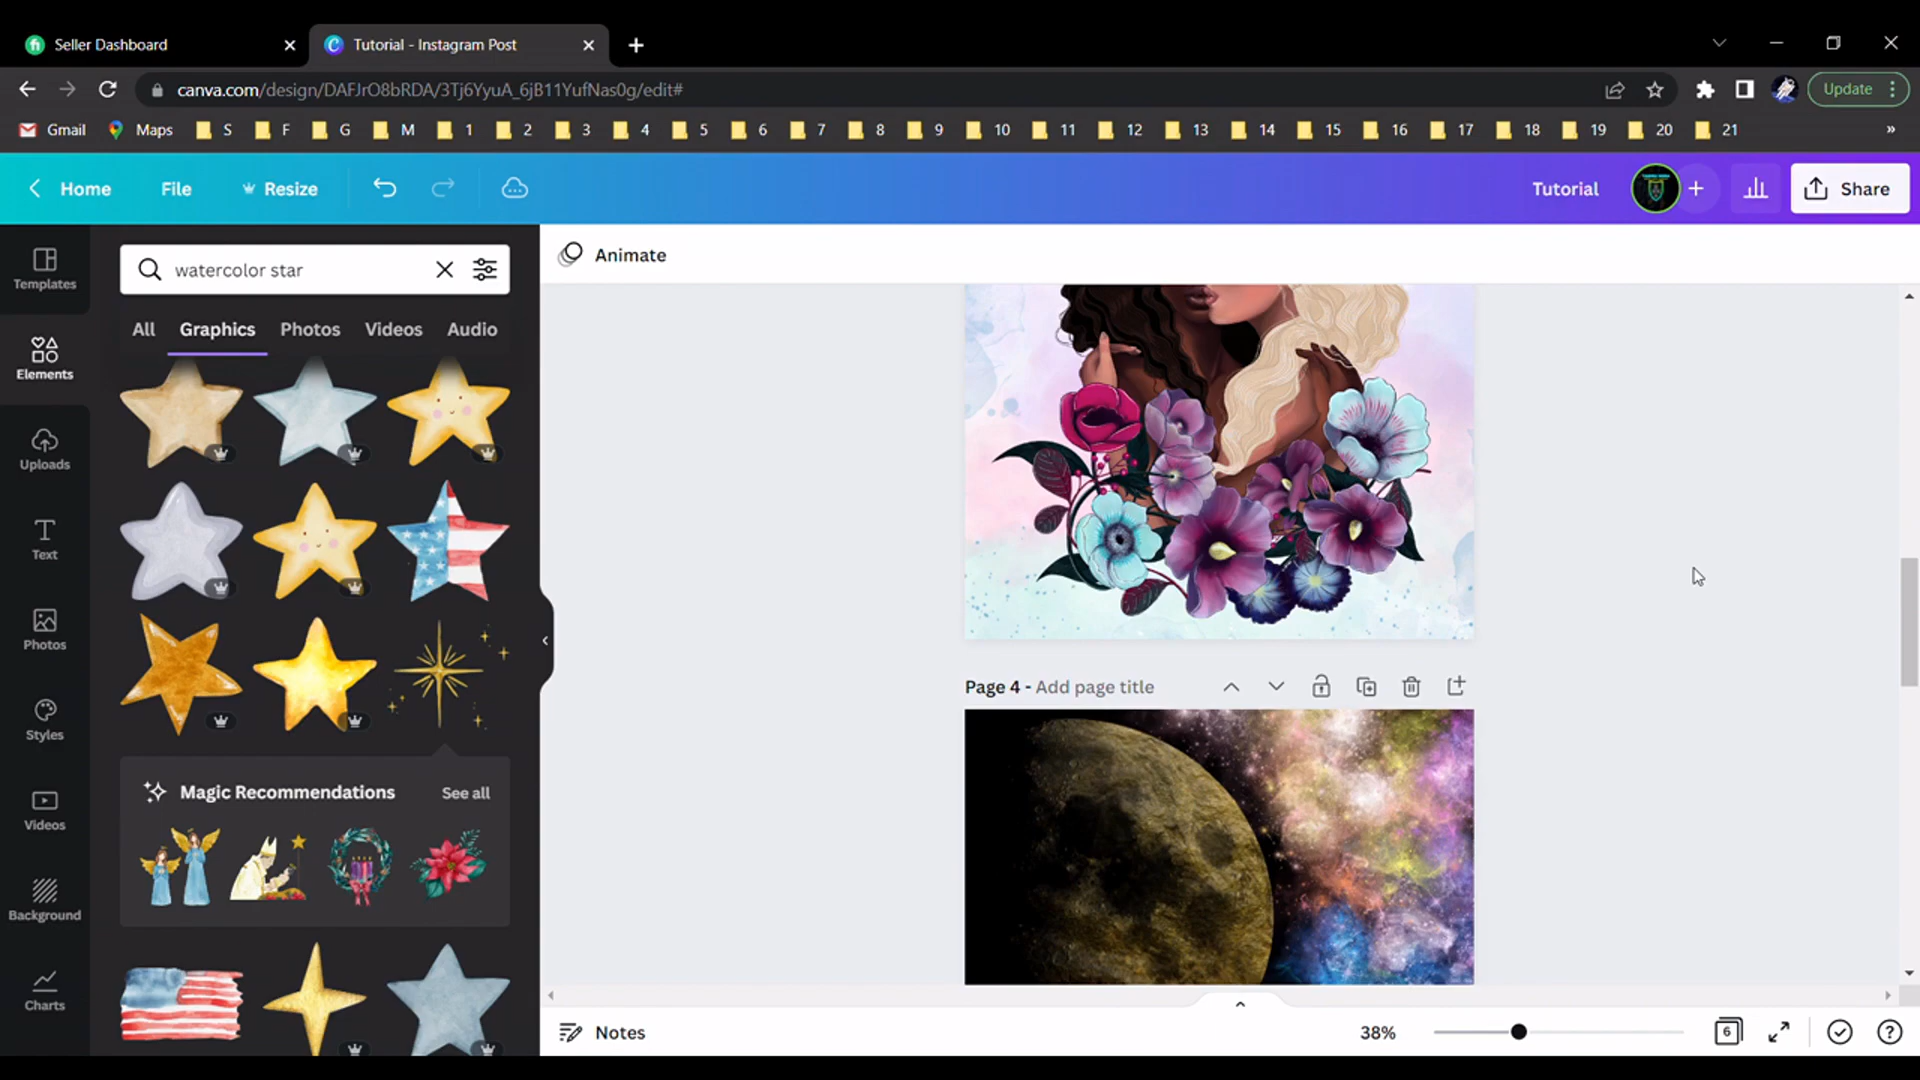 Seller Dashboard
Tutorial - Instagram Post
canva.com/design/DAFJrO8bRDA/3Tj6YyuA_6jB11YufNas0g/edit#
Update
Gmail Maps S F G M 1 2 3 4 5 6 7 8 9 10 11 12 13 14 15 16 17 18 19 20 21 »
Home File Resize Tutorial + Share
Templates
Elements
Uploads
Text
Photos
Styles
Videos
Background
Charts
watercolor star
All Graphics Photos Videos Audio
Magic Recommendations See all
Animate
Page 4 - Add page title
Notes 38% 6 ?